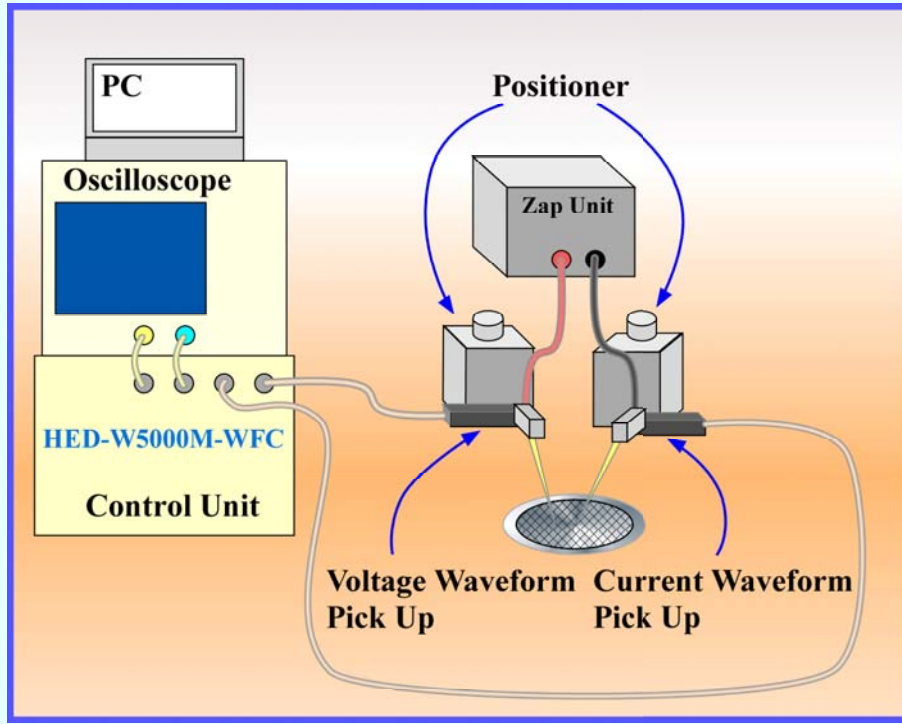 PC
Positioner
Oscilloscope
Zap Unit
HED-W5000M-WFC
Control Unit
Voltage Waveform
Pick Up
Current Waveform
Pick Up